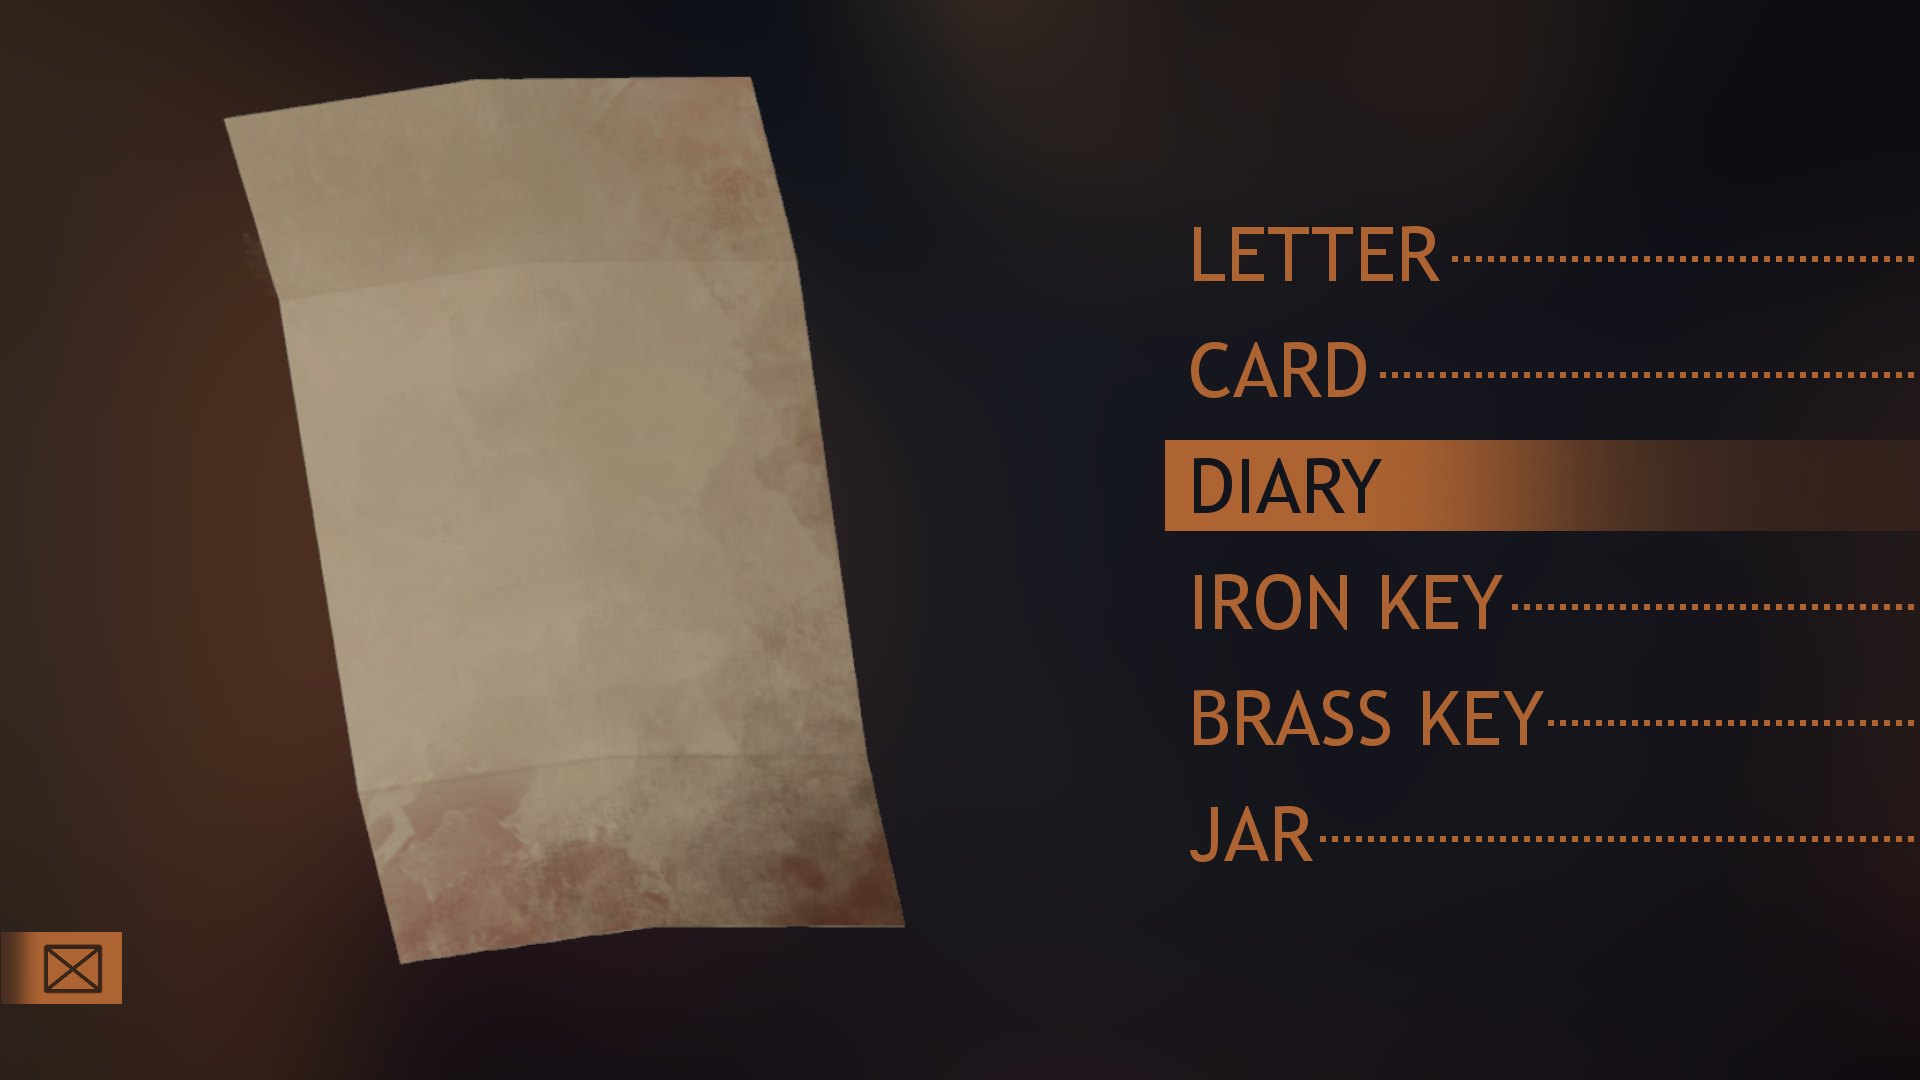 LETTER
CARD
DIARY
IRON KEY
BRASS KEY
JAR